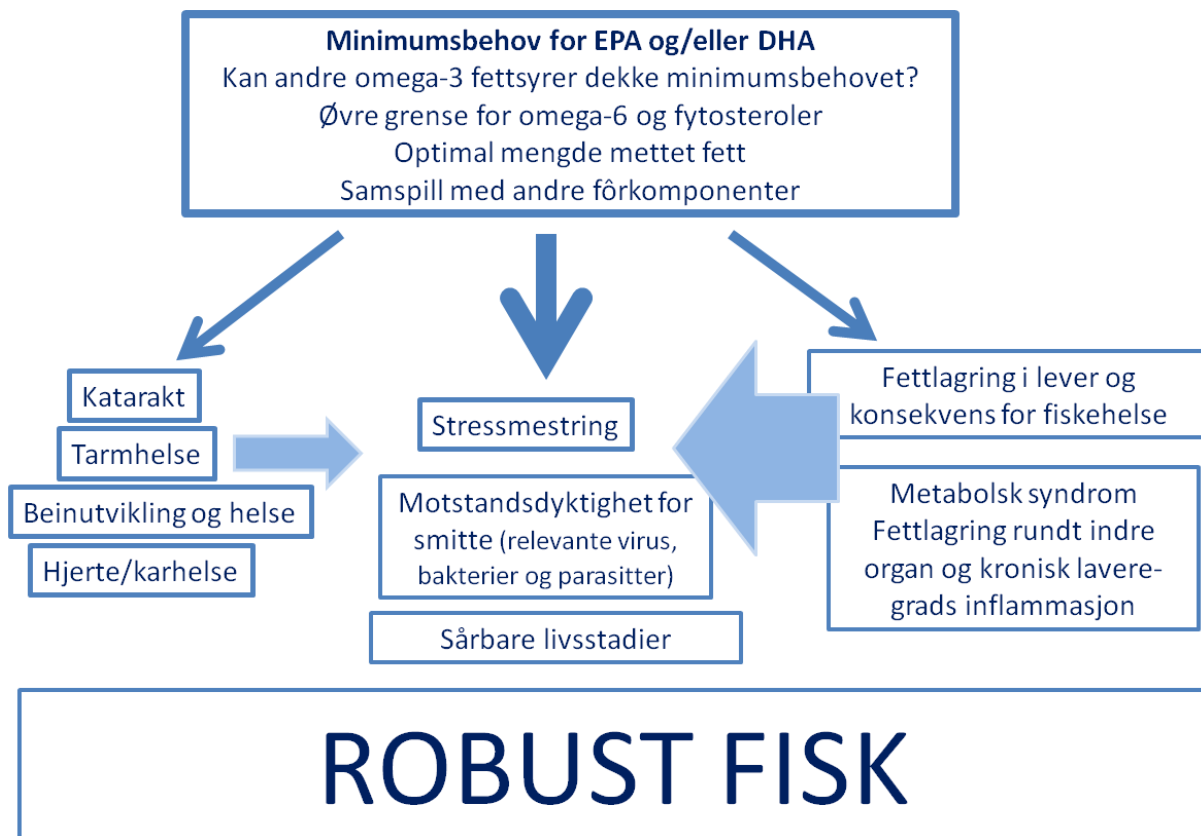 Minimumsbehov for EPA og/eller DHA
Kan andre omega-3 fettsyrer dekke minimumsbehovet?
Øvre grense for omega-6 og fytosteroler
Optimal mengde mettet fett
Samspill med andre fôrkomponenter
Katarakt
Tarmhelse
Beinutvikling og helse
Hjerte/karhelse
Stressmestring
Motstandsdyktighet for
smitte (relevante virus,
bakterier og parasitter)
Sårbare livsstadier
Fettlagring i lever og
konsekvens for fiskehelse
Metabolsk syndrom
Fettlagring rundt indre
organ og kronisk lavere-
grads inflammasjon
ROBUST FISK